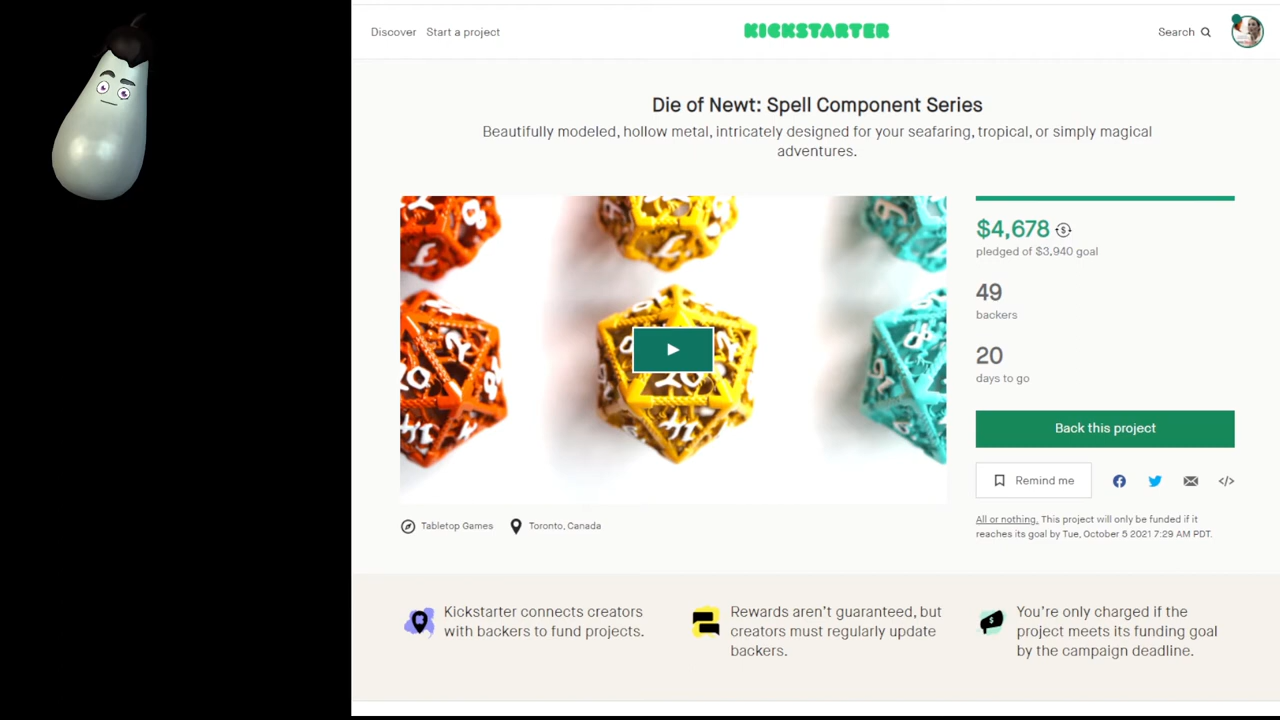 Discover Start a project KICKSTARTER Search
Die of Newt: Spell Component Series
Beautifully modeled, hollow metal, intricately designed for your seafaring, tropical, or simply magical
adventures.
$4,678
pledged of $3,940 goal
49
backers
20
days to go
Back this project
Remind me
Tabletop Games Toronto, Canada
All or nothing. This project will only be funded if it
reaches its goal by Tue, October 5 2021 7:29 AM PDT.
Kickstarter connects creators
with backers to fund projects.
Rewards aren't guaranteed, but
creators must regularly update
backers.
You're only charged if the
project meets its funding goal
by the campaign deadline.